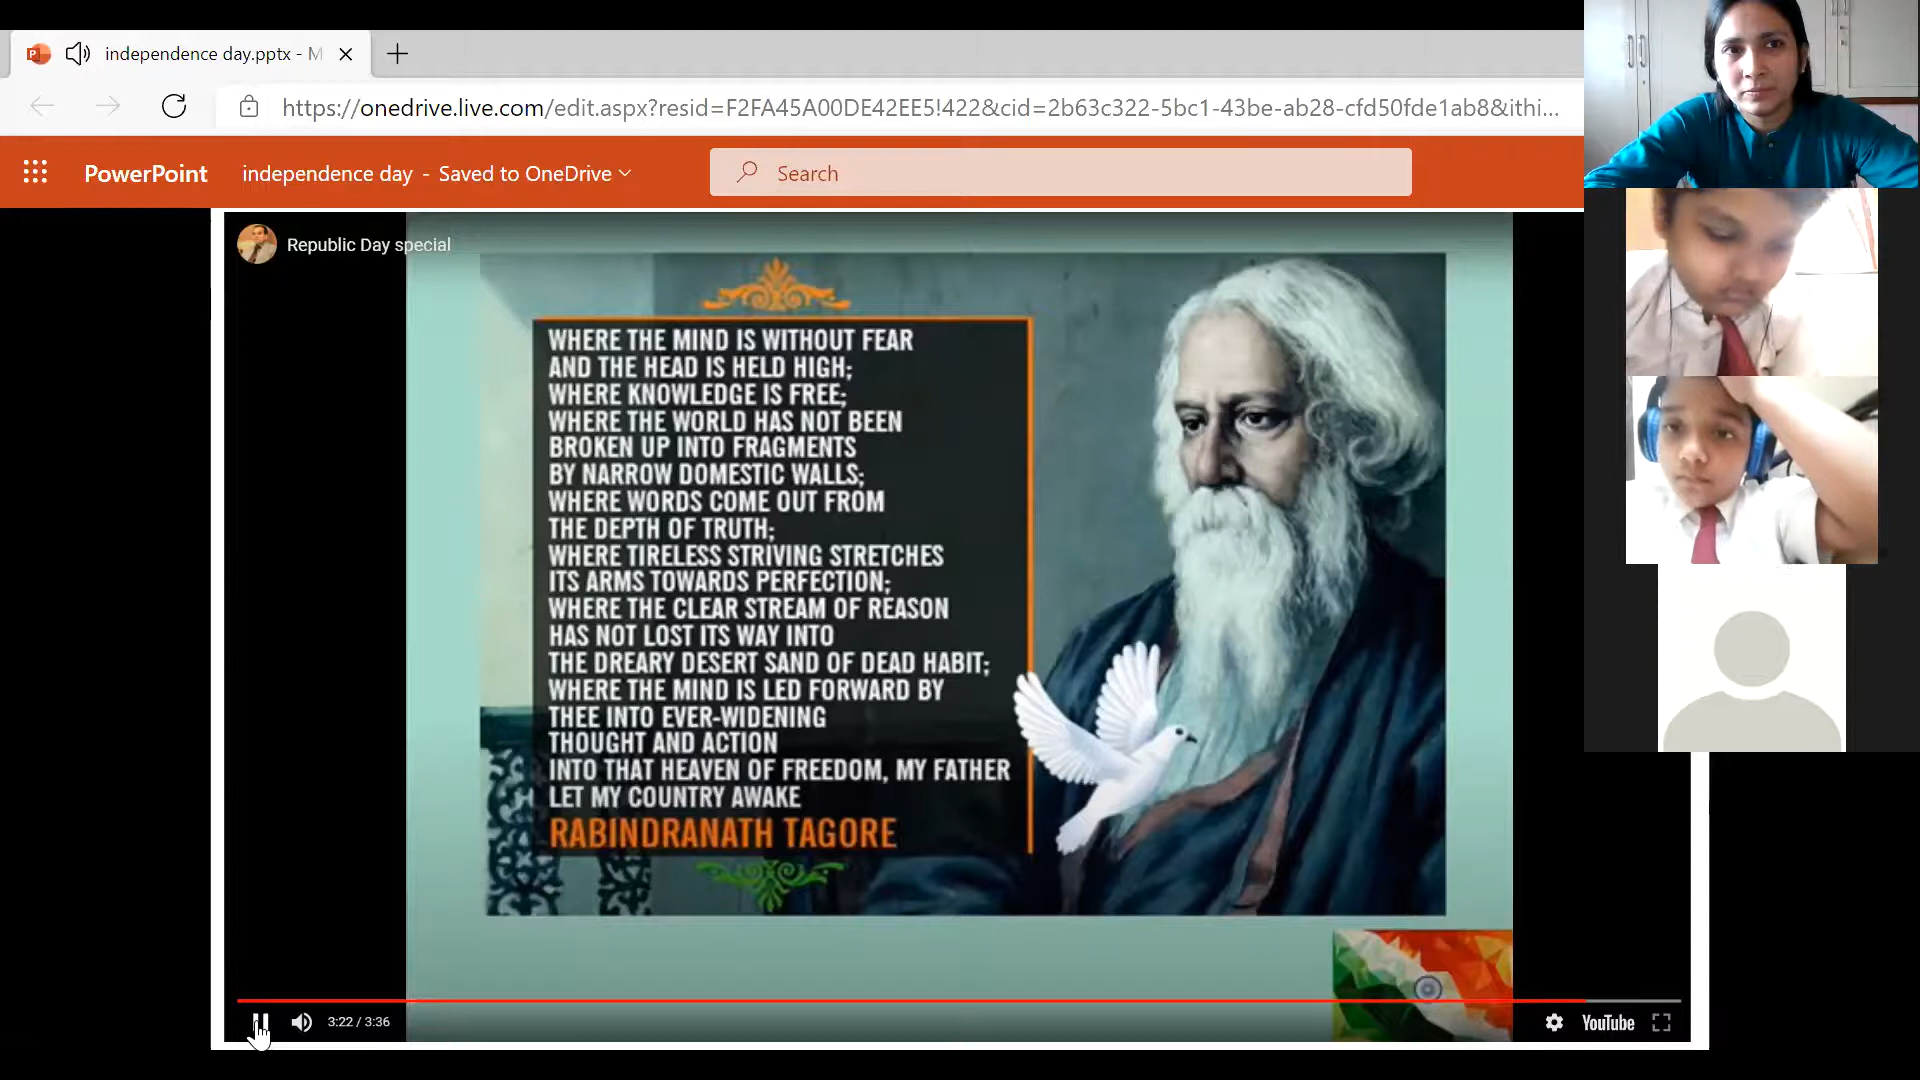 independence day.pptx - M
https://onedrive.live.com/edit.aspx?resid=F2FA45A00DE42EE5!422&cid=2b63c322-5bc1-43be-ab28-cfd50fde1ab8&ithi...
PowerPoint independence day - Saved to OneDrive Search
Republic Day special
WHERE THE MIND IS WITHOUT FEAR
AND THE HEAD IS HELD HIGH;
WHERE KNOWLEDGE IS FREE;
WHERE THE WORLD HAS NOT BEEN
BROKEN UP INTO FRAGMENTS
BY NARROW DOMESTIC WALLS;
WHERE WORDS COME OUT FROM
THE DEPTH OF TRUTH;
WHERE TIRELESS STRIVING STRETCHES
ITS ARMS TOWARDS PERFECTION;
WHERE THE CLEAR STREAM OF REASON
HAS NOT LOST ITS WAY INTO
THE DREARY DESERT SAND OF DEAD HABIT;
WHERE THE MIND IS LED FORWARD BY
THEE INTO EVER-WIDENING
THOUGHT AND ACTION
INTO THAT HEAVEN OF FREEDOM, MY FATHER
LET MY COUNTRY AWAKE
RABINDRANATH TAGORE
3:22 / 3:36 YouTube